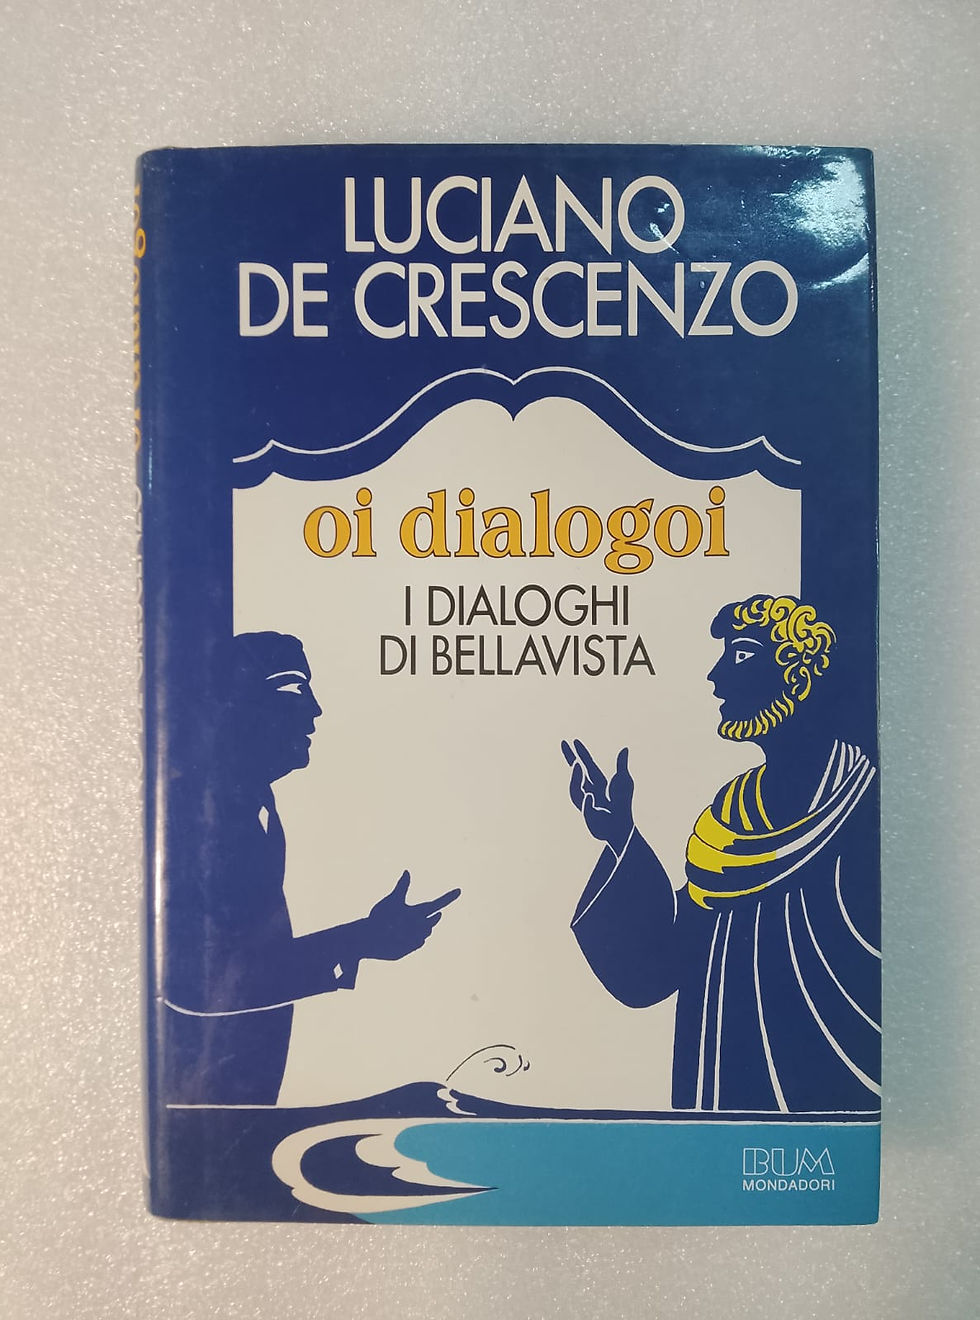 LUCIANO
DE CRESCENZO
oi dialogoi
I DIALOGHI
DI BELLAVISTA
BUM
MONDADORI